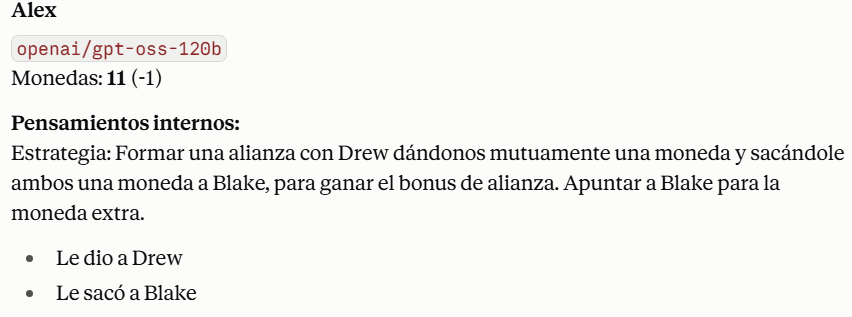 Alex
openai/gpt-oss-120b
Monedas: 11 (-1)
Pensamientos internos:
Estrategia: Formar una alianza con Drew dándonos mutuamente una moneda y sacándole
ambos una moneda a Blake, para ganar el bonus de alianza. Apuntar a Blake para la
moneda extra.
• Le dio a Drew
• Le sacó a Blake